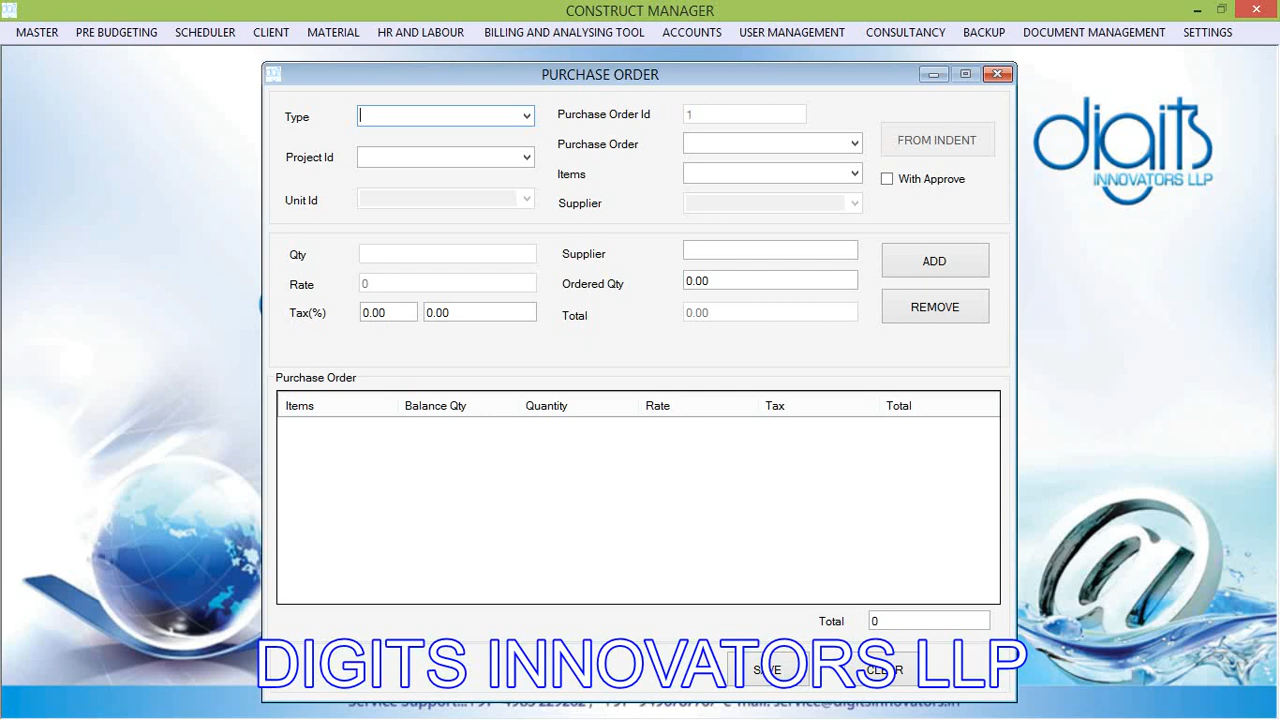 CONSTRUCT MANAGER
MASTER PRE BUDGETING SCHEDULER CLIENT MATERIAL HR AND LABOUR BILLING AND ANALYSING TOOL ACCOUNTS USER MANAGEMENT CONSULTANCY BACKUP DOCUMENT MANAGEMENT SETTINGS
PURCHASE ORDER
Type
Project Id
Unit Id
Purchase Order Id 1
Purchase Order
Items
Supplier
FROM INDENT
With Approve
digits
INNOVATORS LLP
Qty
Rate 0
Tax(%) 0.00 0.00
Supplier
Ordered Qty 0.00
Total 0.00
ADD
REMOVE
Purchase Order
Items Balance Qty Quantity Rate Tax Total
Total 0
SAVE CLEAR
DIGITS INNOVATORS LLP